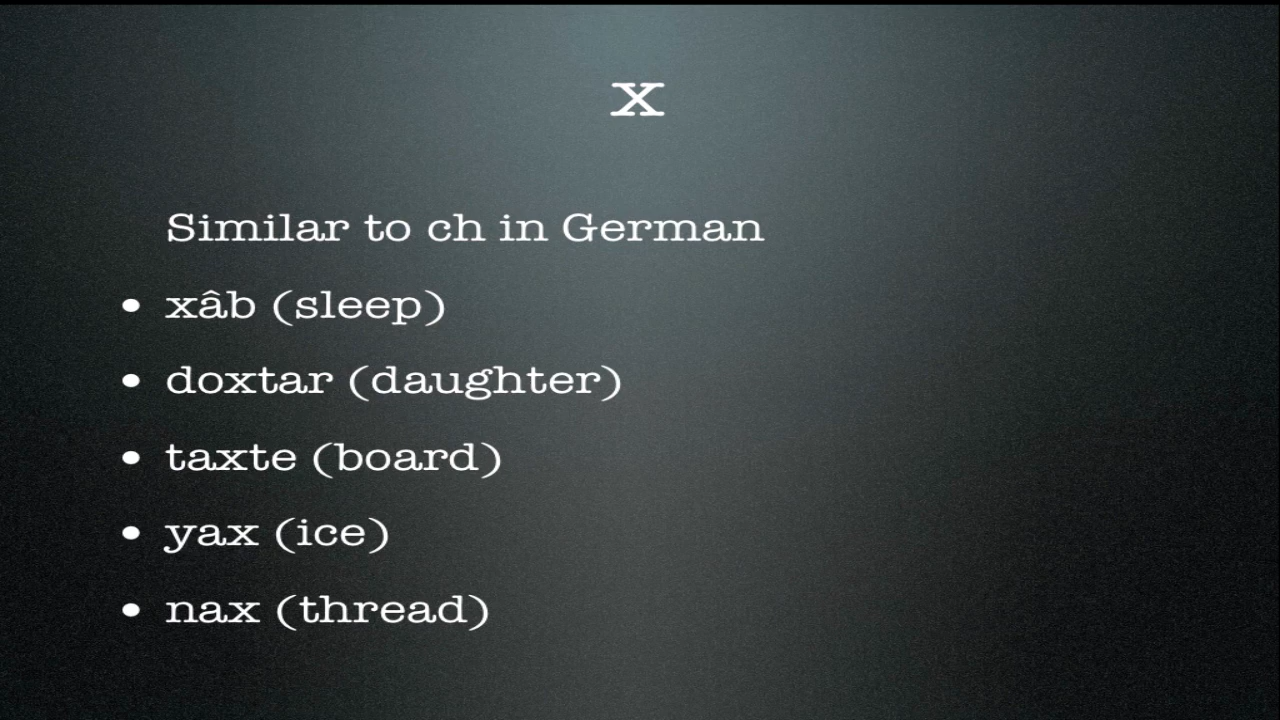 x
Similar to ch in German
• xâb (sleep)
• doxtar (daughter)
• taxte (board)
• yax (ice)
• nax (thread)